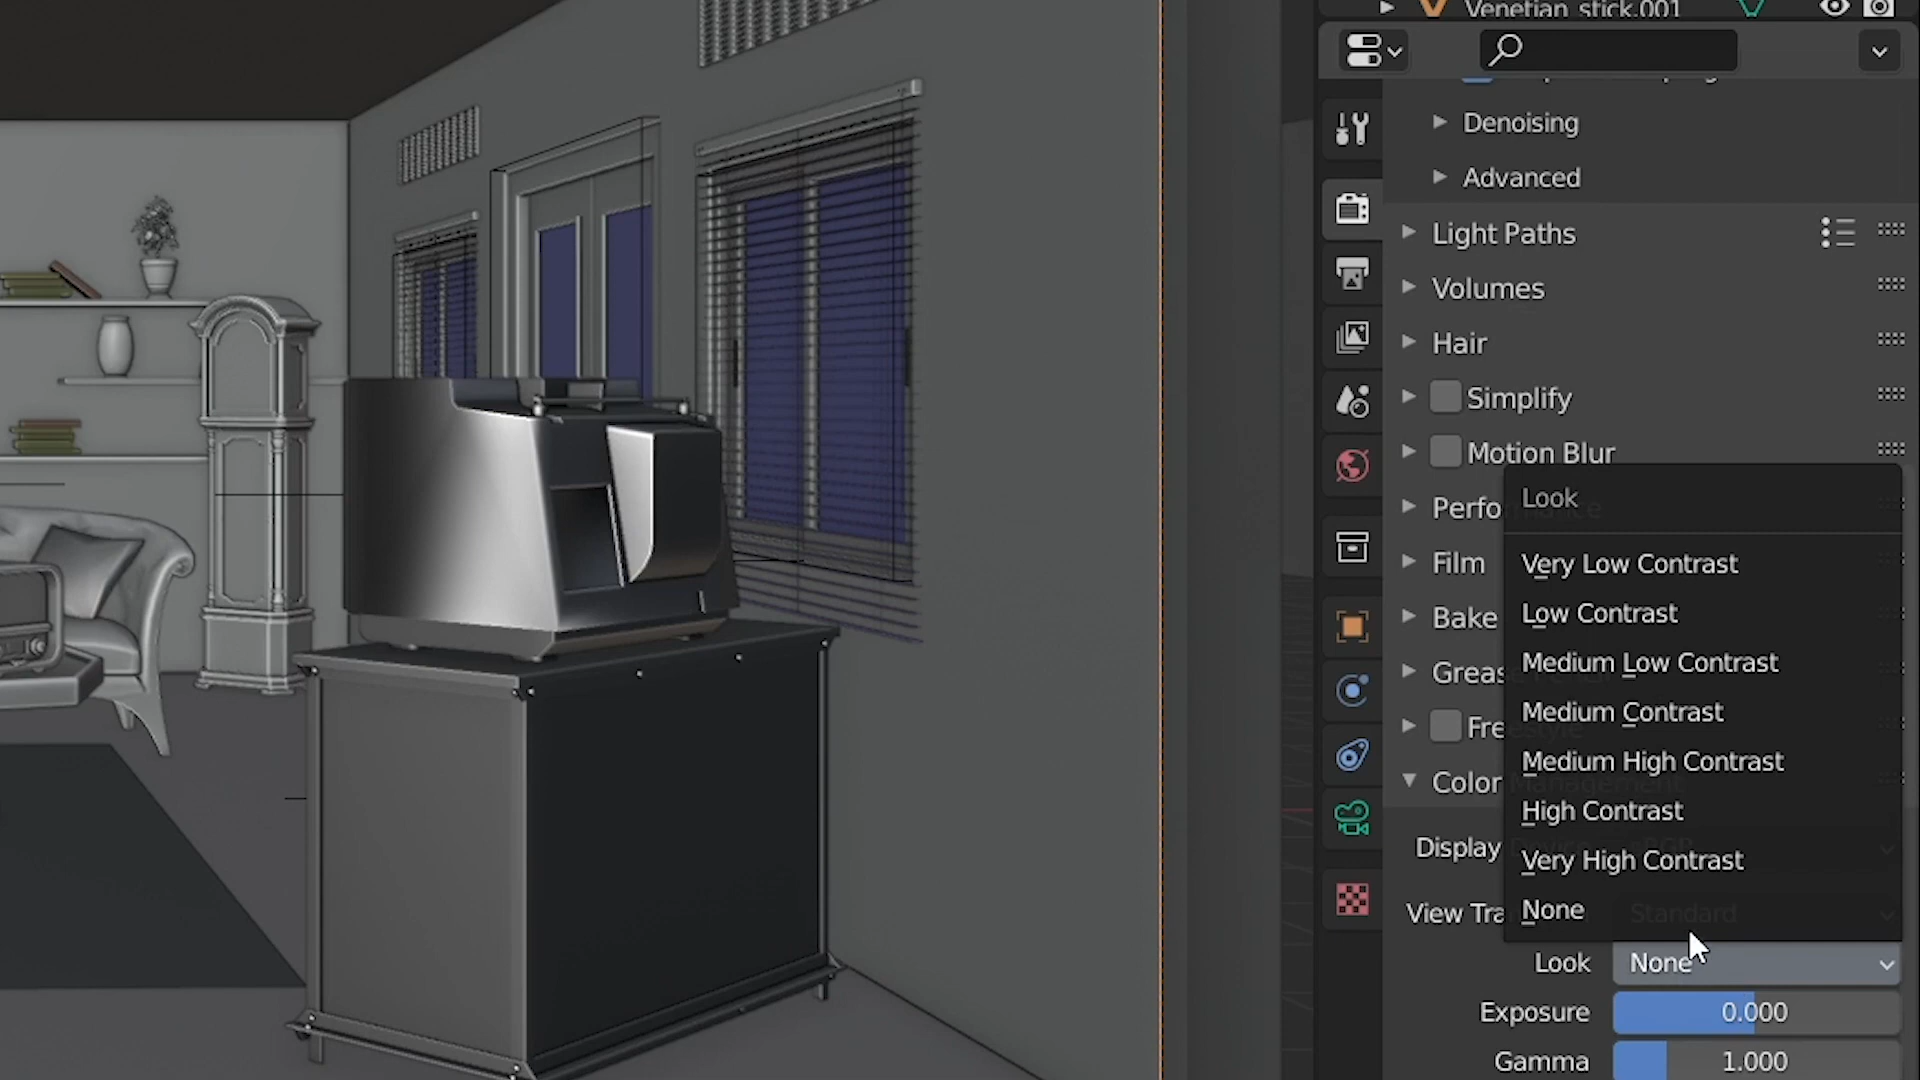 Venetian_stick.001
Denoising
Advanced
Light Paths
Volumes
Hair
Simplify
Motion Blur
Look
Perfo
Very Low Contrast
Film
Low Contrast
Bake
Medium Low Contrast
Greas
Medium Contrast
Fre
Medium High Contrast
Color
High Contrast
Display
Very High Contrast
View Tra
None
Standard
Look
None
Exposure
0.000
Gamma
1.000